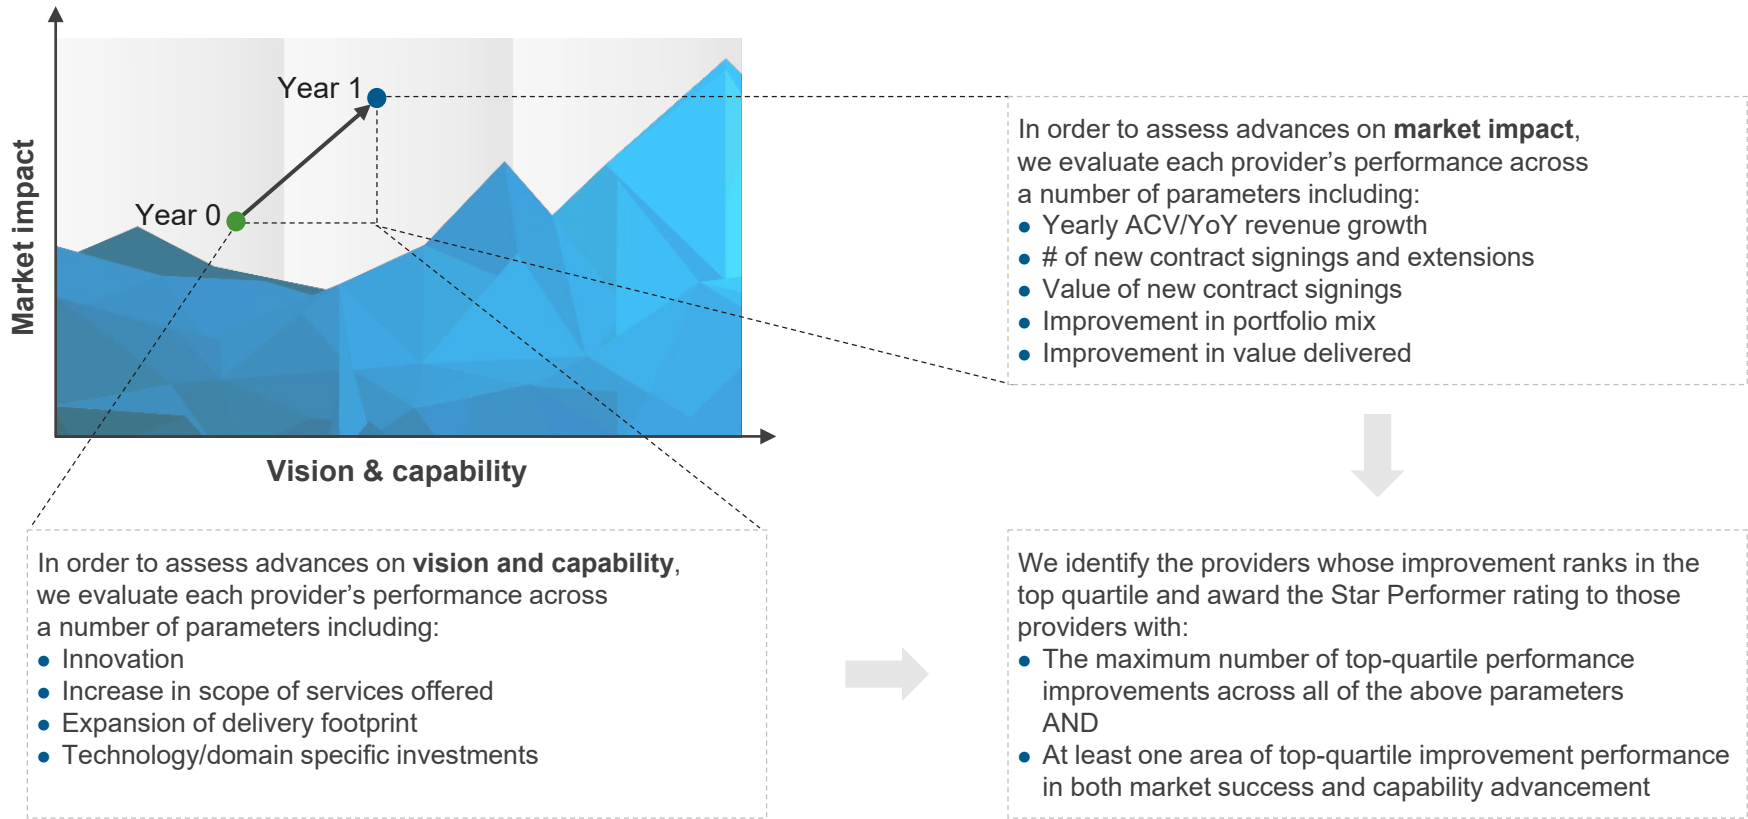 Year 1
Year 0
Market impact
Vision & capability
In order to assess advances on market impact,
we evaluate each provider’s performance across
a number of parameters including:
● Yearly ACV/YoY revenue growth
● # of new contract signings and extensions
● Value of new contract signings
● Improvement in portfolio mix
● Improvement in value delivered
In order to assess advances on vision and capability,
we evaluate each provider’s performance across
a number of parameters including:
● Innovation
● Increase in scope of services offered
● Expansion of delivery footprint
● Technology/domain specific investments
We identify the providers whose improvement ranks in the
top quartile and award the Star Performer rating to those
providers with:
● The maximum number of top-quartile performance
improvements across all of the above parameters
AND
● At least one area of top-quartile improvement performance
in both market success and capability advancement